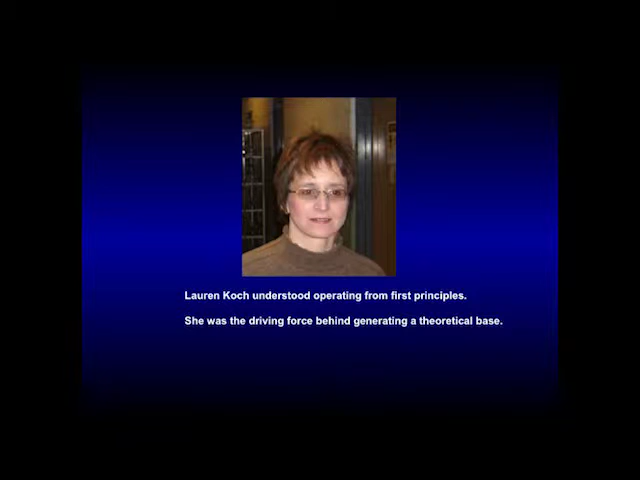 Lauren Koch understood operating from first principles.
She was the driving force behind generating a theoretical base.